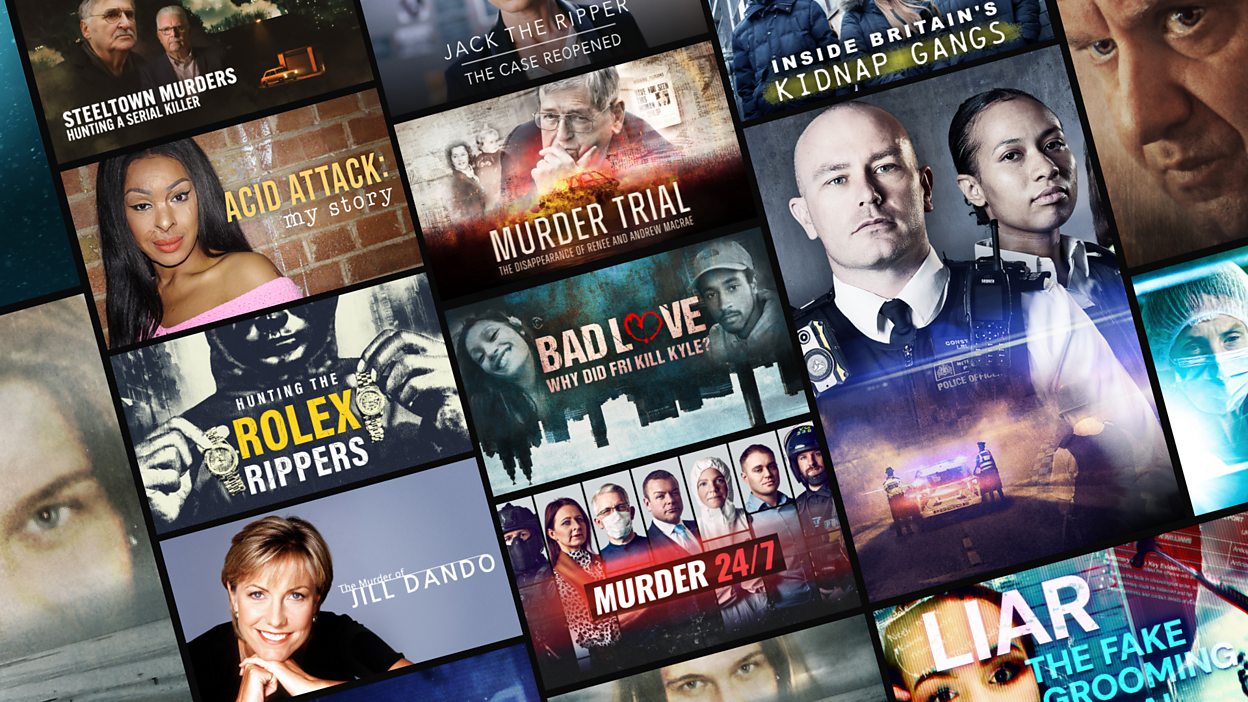 STEELTOWN MURDERS
HUNTING A SERIAL KILLER
JACK THE RIPPER
THE CASE REOPENED
INSIDE BRITAIN'S
KIDNAP GANGS
ACID ATTACK:
my story
MURDER TRIAL
THE DISAPPEARANCE OF RENEE AND ANDREW MACRAE
HUNTING THE
ROLEX
RIPPERS
BAD LOVE
WHY DID FRI KILL KYLE?
POLICE OFFICER
POLICE
The Murder of
JILL DANDO
MURDER 24/7
LIAR
THE FAKE
GROOMING